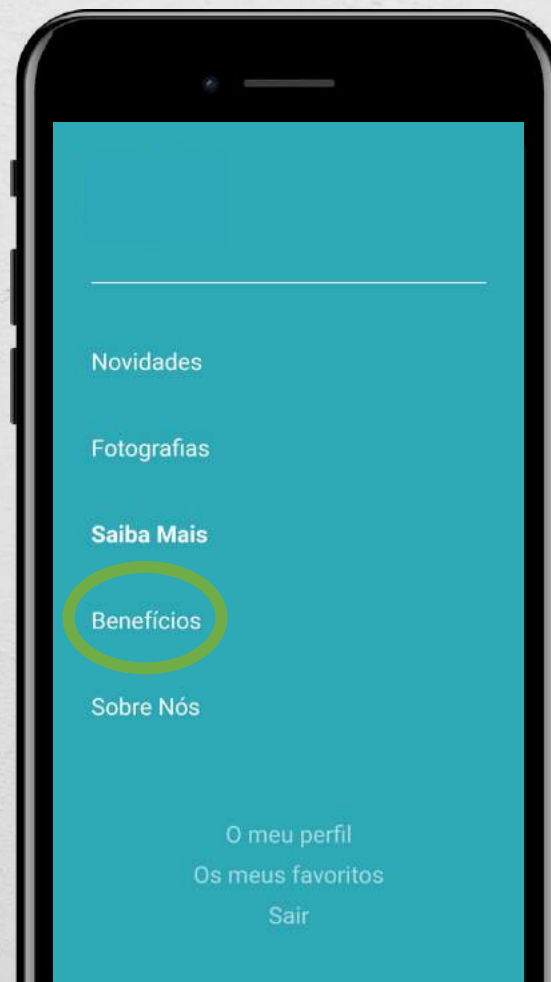 Novidades
Fotografias
Saiba Mais
Benefícios
Sobre Nós
O meu perfil
Os meus favoritos
Sair